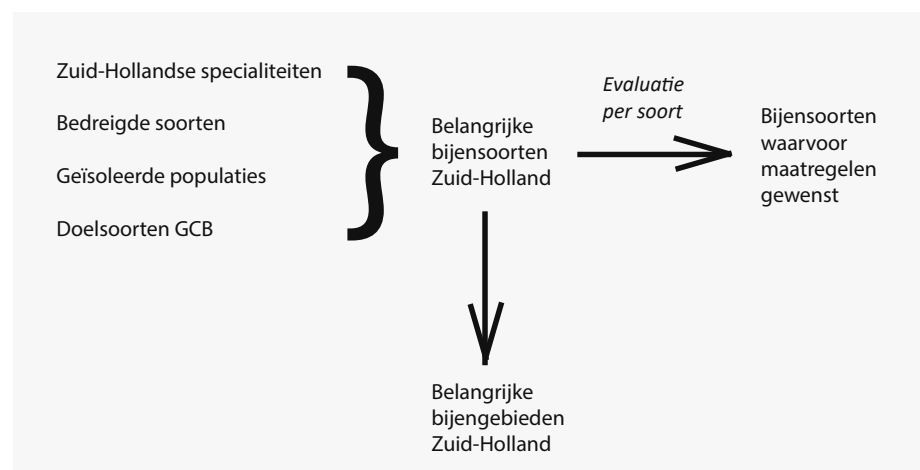 Zuid-Hollandse specialiteiten
Bedreigde soorten
Geïsoleerde populaties
Doelsoorten GCB
Belangrijke
bijensoorten
Zuid-Holland
Evaluatie
per soort
Bijensoorten
waarvoor
maatregelen
gewenst
Belangrijke
bijengebieden
Zuid-Holland